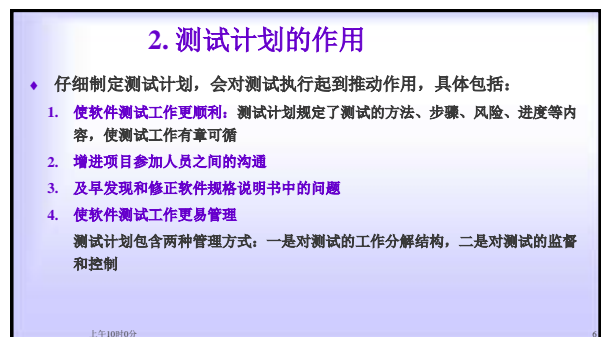 2. 测试计划的作用
仔细制定测试计划，会对测试执行起到推动作用，具体包括：
1. 使软件测试工作更顺利：测试计划规定了测试的方法、步骤、风险、进度等内
容，使测试工作有章可循
2. 增进项目参加人员之间的沟通
3. 及早发现和修正软件规格说明书中的问题
4. 使软件测试工作更易管理
测试计划包含两种管理方式：一是对测试的工作分解结构，二是对测试的监督
和控制
上午10时0分
6